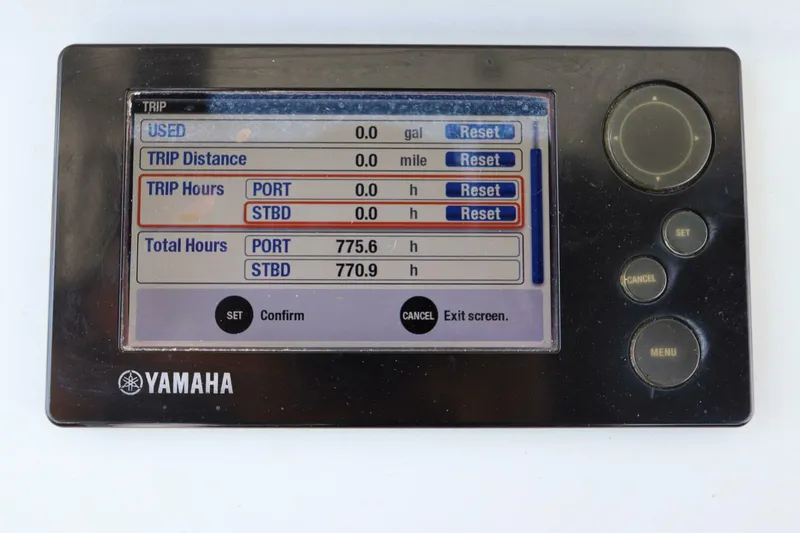 TRIP
USED 0.0 gal Reset
TRIP Distance 0.0 mile Reset
TRIP Hours PORT 0.0 h Reset
STBD 0.0 h Reset
Total Hours PORT 775.6 h
STBD 770.9 h
SET Confirm CANCEL Exit screen.
YAMAHA
SET
CANCEL
MENU